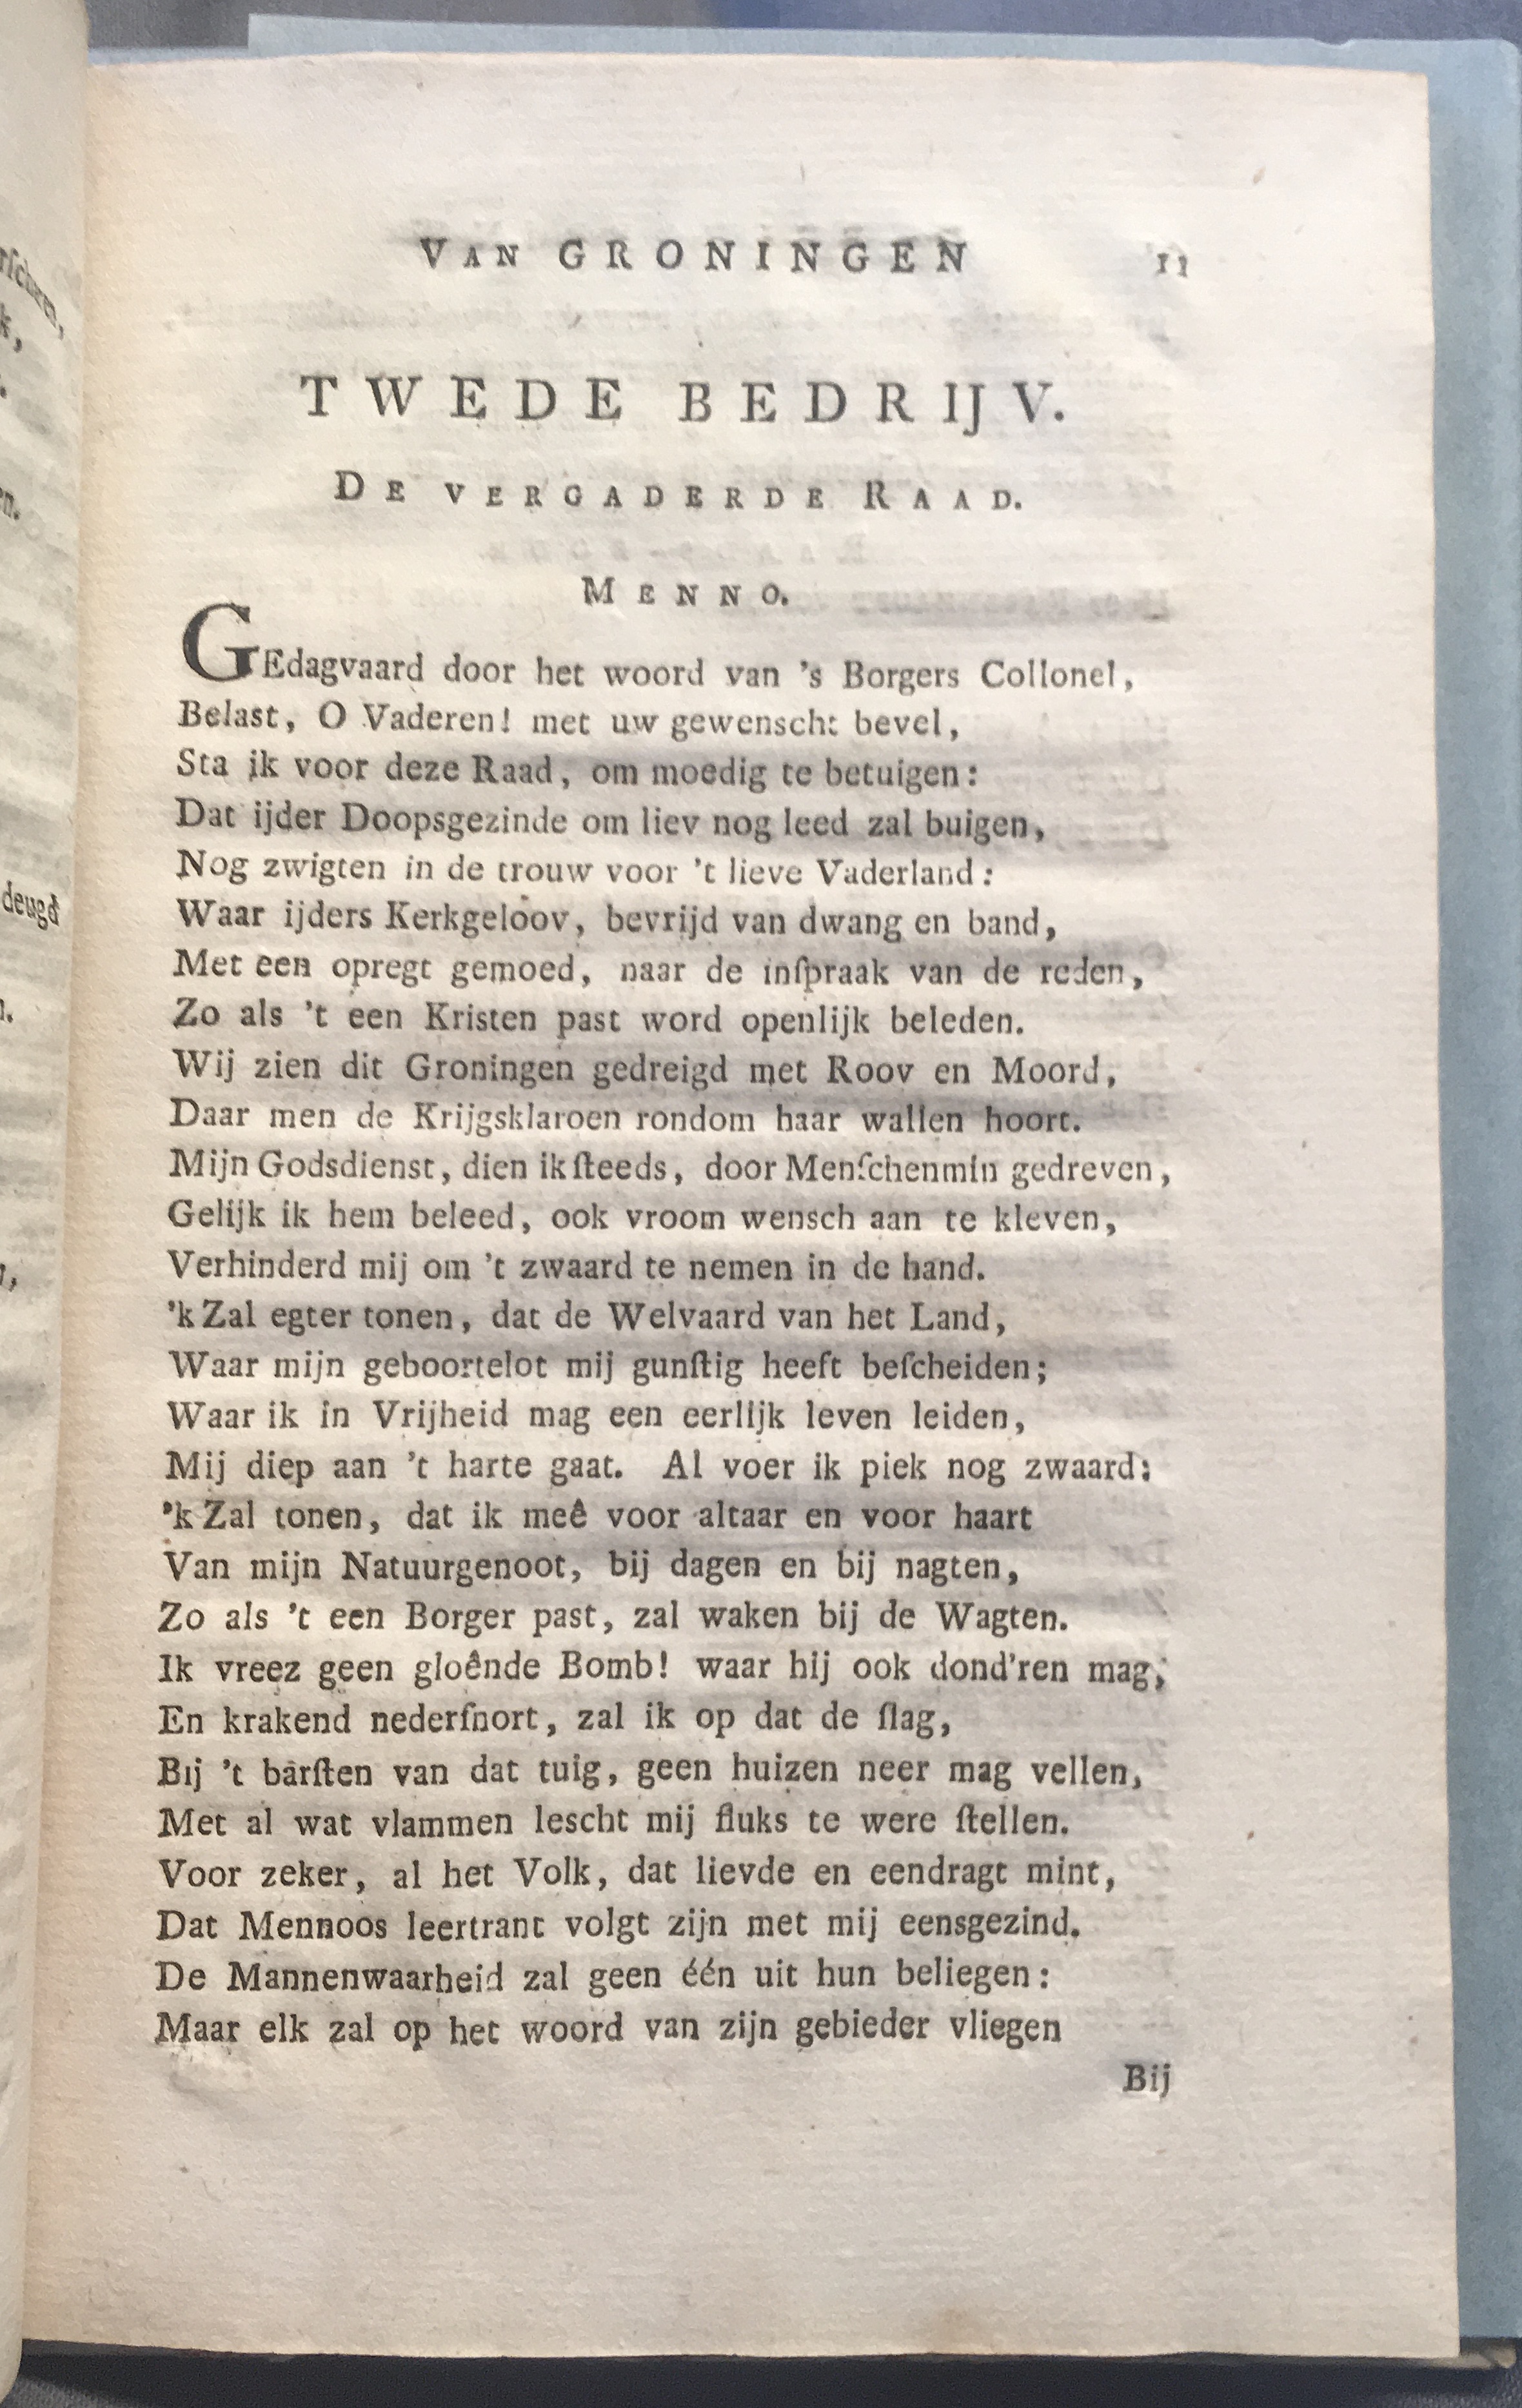 VAN GRONINGEN 11
TWEDE BEDRIJV.
DE VERGADERDE RAAD.
MENNO.
GEdagvaard door het woord van 's Borgers Collonel,
Belast, O Vaderen! met uw gewenscht bevel,
Sta ik voor deze Raad, om moedig te betuigen:
Dat ijder Doopsgezinde om liev nog leed zal buigen,
Nog zwigten in de trouw voor 't lieve Vaderland:
Waar ijders Kerkgeloov, bevrijd van dwang en band,
Met een opregt gemoed, naar de inſpraak van de reden,
Zo als 't een Kristen past word openlijk beleden.
Wij zien dit Groningen gedreigd met Roov en Moord,
Daar men de Krijgsklaroen rondom haar wallen hoort.
Mijn Godsdienst, dien ik ſteeds, door Menſchenmin gedreven,
Gelijk ik hem beleed, ook vroom wensch aan te kleven,
Verhinderd mij om 't zwaard te nemen in de hand.
'k Zal egter tonen, dat de Welvaard van het Land,
Waar mijn geboortelot mij gunſtig heeft beſcheiden;
Waar ik in Vrijheid mag een eerlijk leven leiden,
Mij diep aan 't harte gaat. Al voer ik piek nog zwaard:
'k Zal tonen, dat ik meê voor altaar en voor haart
Van mijn Natuurgenoot, bij dagen en bij nagten,
Zo als 't een Borger past, zal waken bij de Wagten.
Ik vreez geen gloênde Bomb! waar hij ook dond'ren mag,
En krakend nederſnort, zal ik op dat de ſlag,
Bij 't bârſten van dat tuig, geen huizen neer mag vellen,
Met al wat vlammen lescht mij fluks te were ſtellen.
Voor zeker, al het Volk, dat lievde en eendragt mint,
Dat Mennoos leertrant volgt zijn met mij eensgezind.
De Mannenwaarheid zal geen één uit hun beliegen:
Maar elk zal op het woord van zijn gebieder vliegen
Bij
deugd